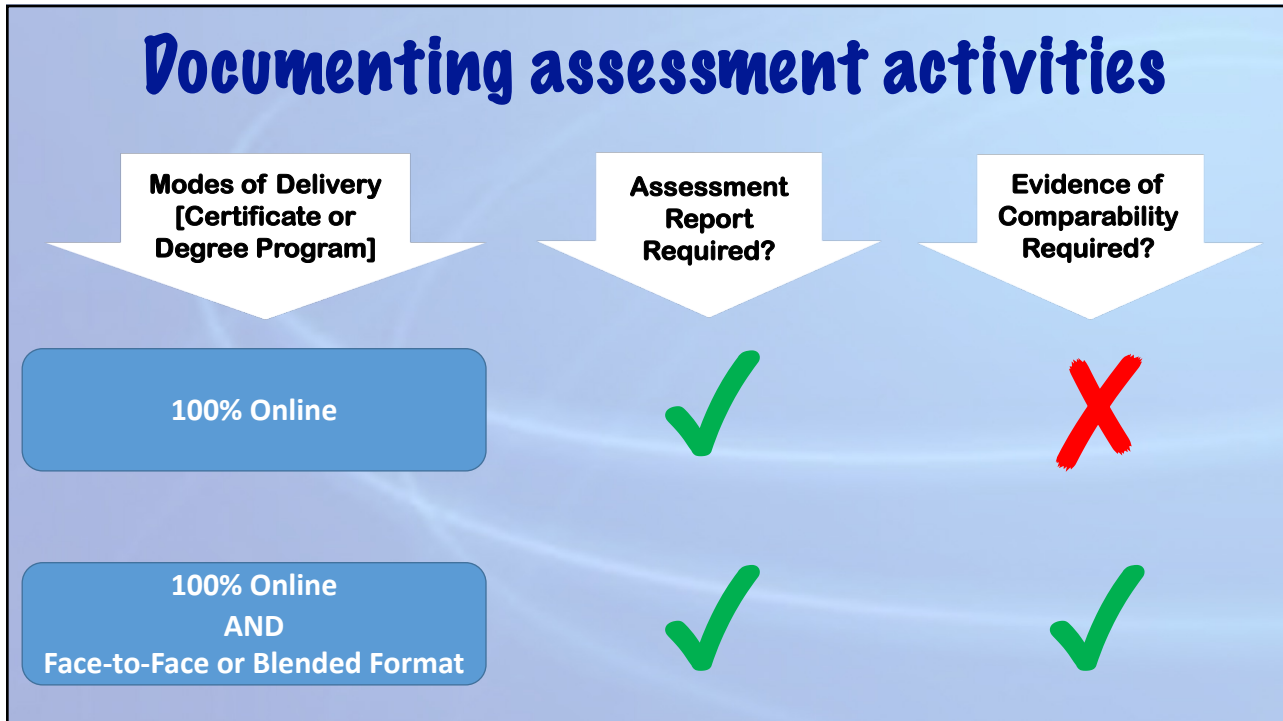 Documenting assessment activities
Modes of Delivery
[Certificate or
Degree Program]
Assessment
Report
Required?
Evidence of
Comparability
Required?
100% Online
100% Online
AND
Face-to-Face or Blended Format